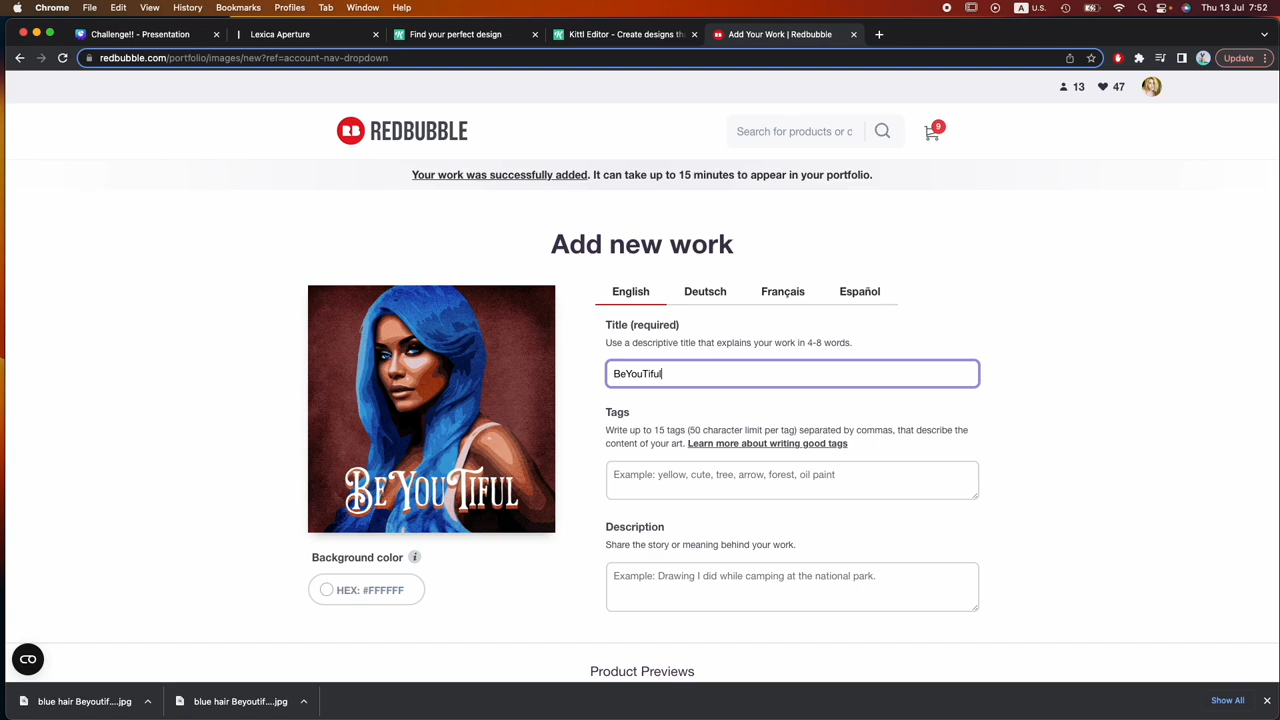 Chrome File Edit View History Bookmarks Profiles Tab Window Help A U.S. Thu 13 Jul 7:52
Challenge!! - Presentation Lexica Aperture Find your perfect design Kittl Editor - Create designs th Add Your Work | Redbubble
redbubble.com/portfolio/images/new?ref=account-nav-dropdown Update
13 47
RB REDBUBBLE Search for products or c 9
Your work was successfully added. It can take up to 15 minutes to appear in your portfolio.
Add new work
English Deutsch Français Español
Title (required)
Use a descriptive title that explains your work in 4-8 words.
BeYouTiful
Tags
Write up to 15 tags (50 character limit per tag) separated by commas, that describe the
content of your art. Learn more about writing good tags
Example: yellow, cute, tree, arrow, forest, oil paint
BEYOUTIFUL
Description
Share the story or meaning behind your work.
Background color i
Example: Drawing I did while camping at the national park.
HEX: #FFFFFF
Product Previews
blue hair Beyoutif....jpg blue hair Beyoutif....jpg Show All